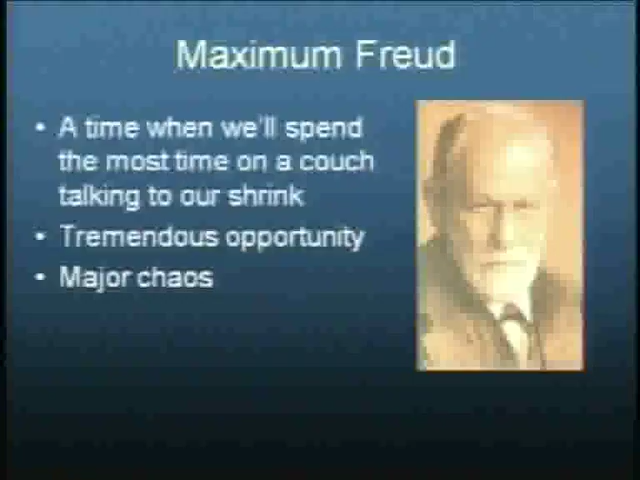 Maximum Freud
• A time when we'll spend
the most time on a couch
talking to our shrink
• Tremendous opportunity
• Major chaos